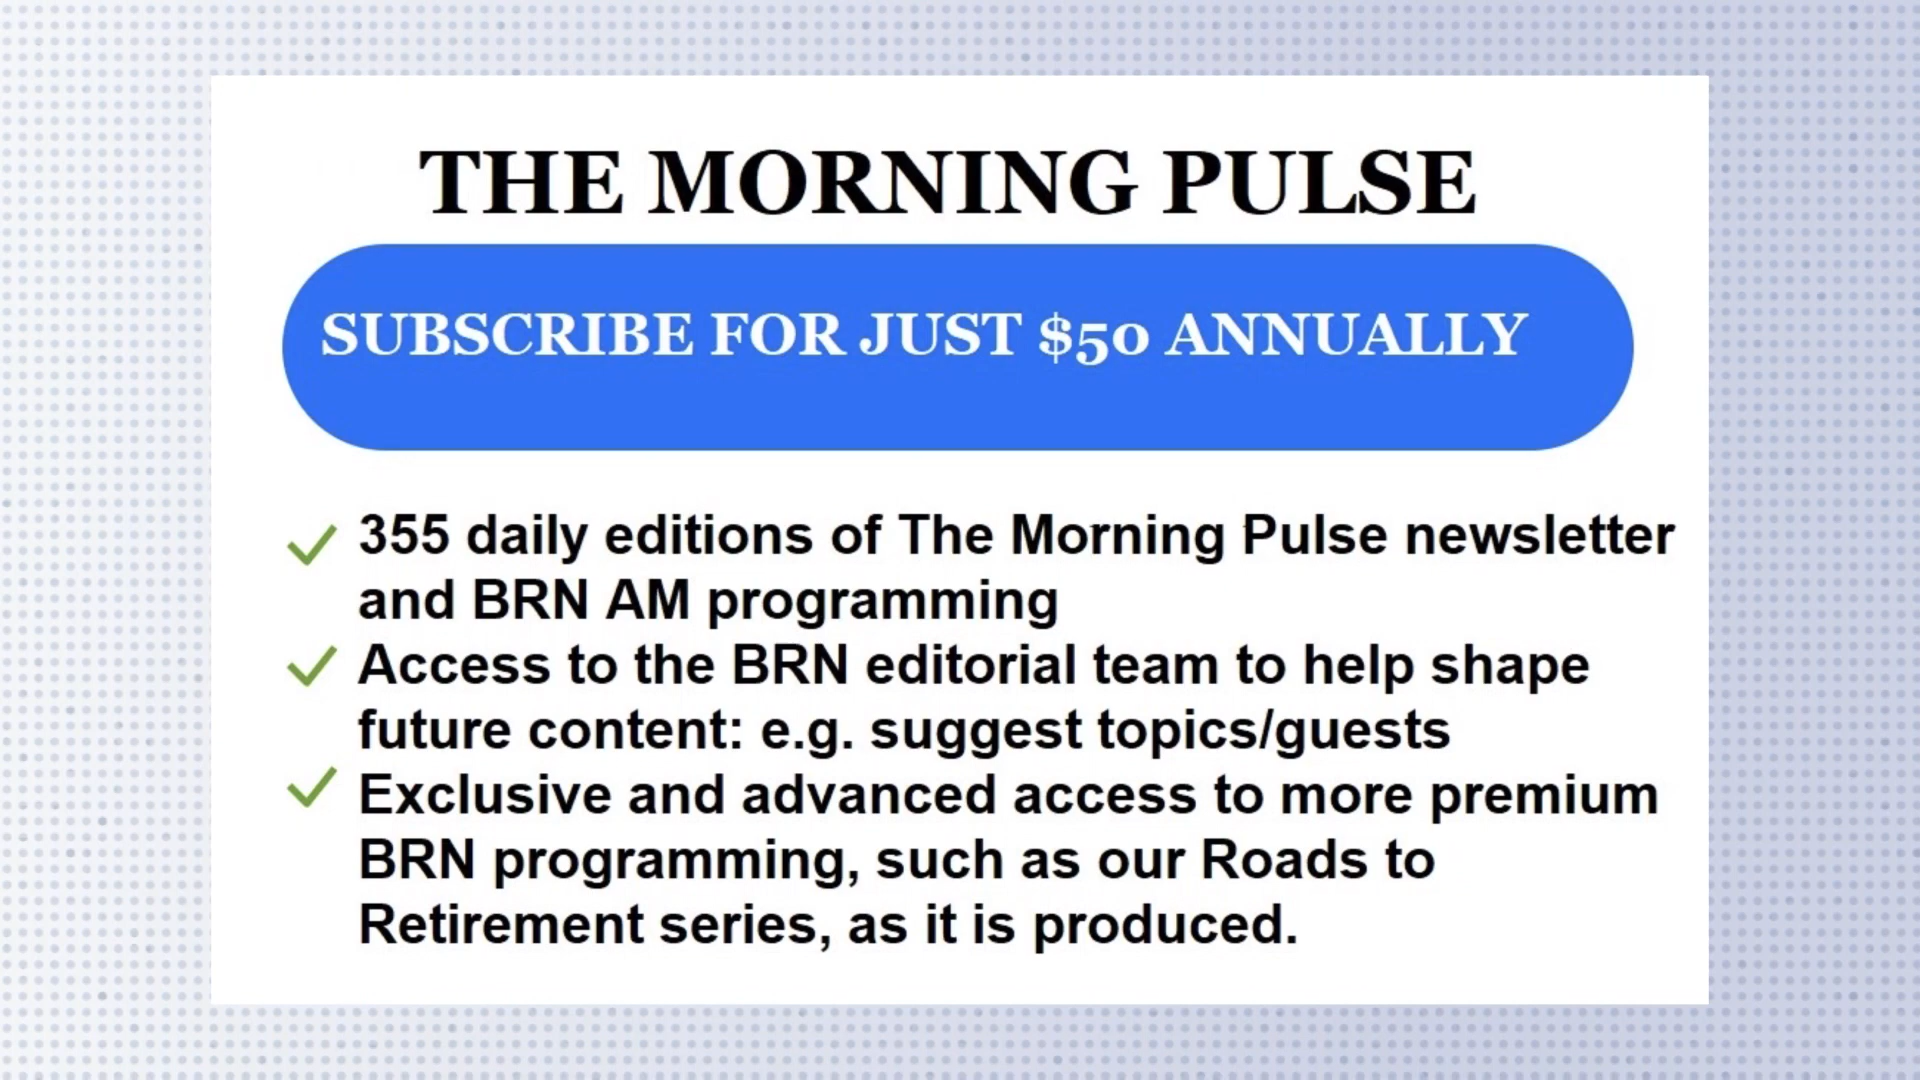 THE MORNING PULSE
SUBSCRIBE FOR JUST $50 ANNUALLY
355 daily editions of The Morning Pulse newsletter
and BRN AM programming
Access to the BRN editorial team to help shape
future content: e.g. suggest topics/guests
Exclusive and advanced access to more premium
BRN programming, such as our Roads to
Retirement series, as it is produced.